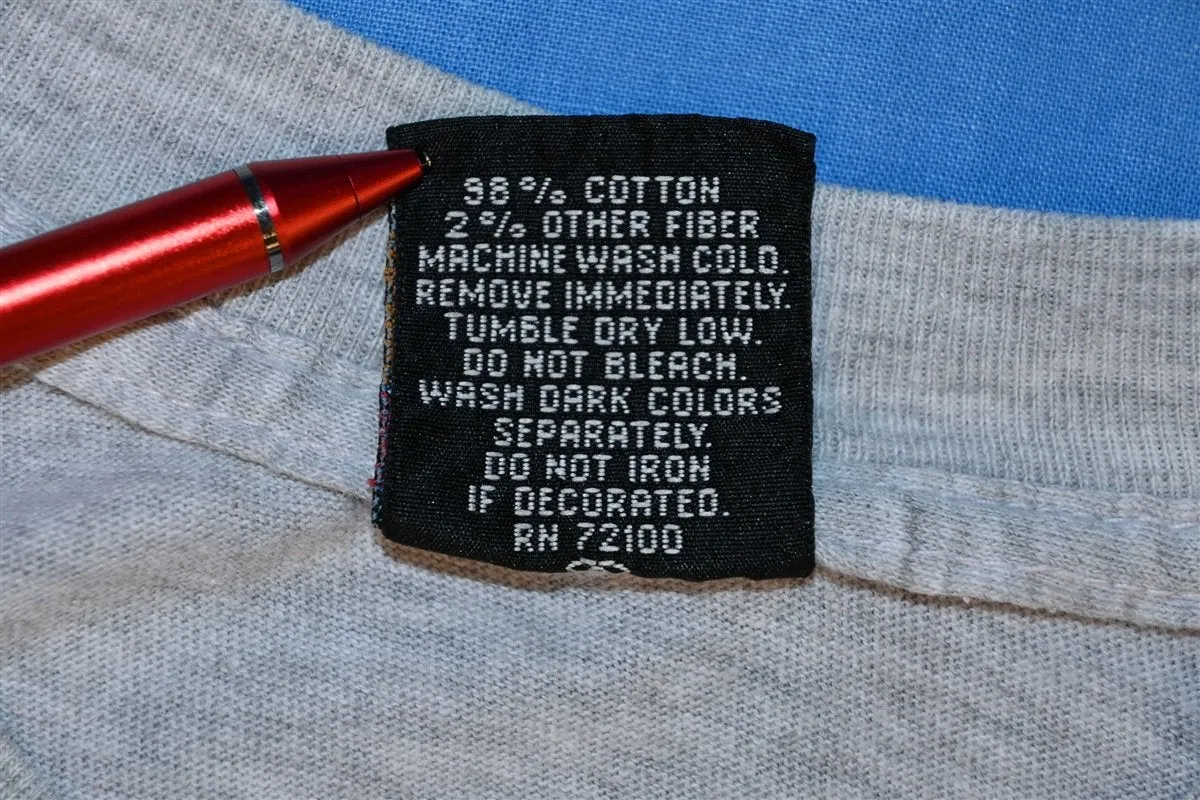 98% COTTON
2% OTHER FIBER
MACHINE WASH COLD.
REMOVE IMMEDIATELY.
TUMBLE DRY LOW.
DO NOT BLEACH.
WASH DARK COLORS
SEPARATELY.
DO NOT IRON
IF DECORATED.
RN 72100